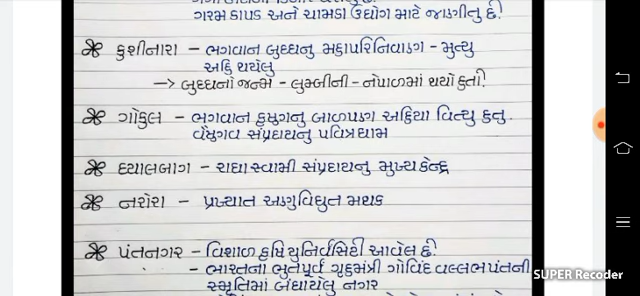 ગરમ કાપડ અને ચામડા ઉદ્યોગ માટે જાણીતું છે.
કુશીનારા - ભગવાન બુદ્ધનુ મહાપરિનિવાણ - મૃત્યુ
અહિં થયેલુ
→ બુદ્ધનો જન્મ - લુમ્બીની - નેપાળમાં થયો હતો.
ગોકુલ - ભગવાન કૃષ્ણનુ બાળપણ અહિયા વિત્યુ હતુ.
વૈષ્ણવ સંપ્રદાયનુ પવિત્રધામ
દયાલબાગ - રાધાસ્વામી સંપ્રદાયનુ મુખ્ય કેન્દ્ર
નરોરા - પ્રખ્યાત અણુવિદ્યુત મથક
પંતનગર - વિશાળ કૃષિ યુનિર્વસિટી આવેલ છે.
- ભારતના ભુતપૂર્વ ગૃહમંત્રી ગોવિંદ વલ્લભપંતની
સ્મૃતિમાં બંધાયેલુ નગર
SUPER Recoder